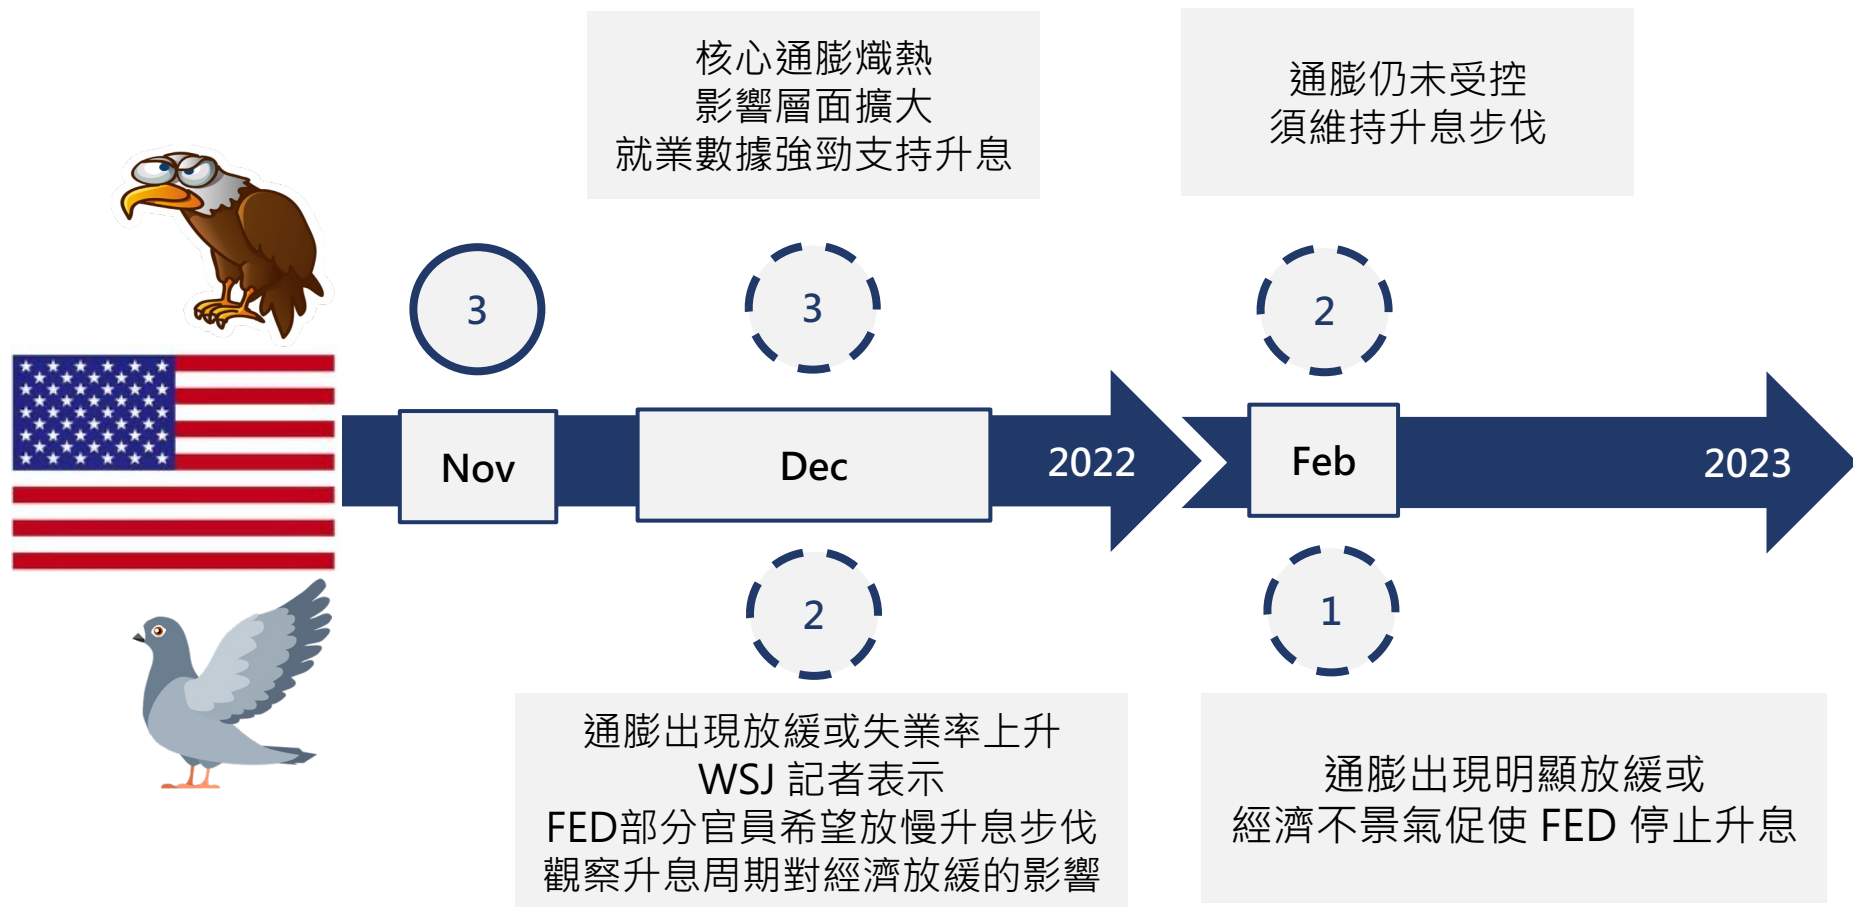 核心通膨熾熱
影響層面擴大
就業數據強勁支持升息
通膨仍未受控
須維持升息步伐
3
3
2
Nov
Dec
2022
Feb
2023
2
1
通膨出現放緩或失業率上升
WSJ 記者表示
FED部分官員希望放慢升息步伐
觀察升息周期對經濟放緩的影響
通膨出現明顯放緩或
經濟不景氣促使 FED 停止升息